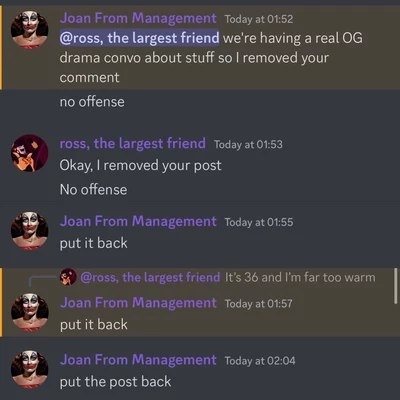 Joan From Management Today at 01:52
@ross, the largest friend we're having a real OG
drama convo about stuff so I removed your
comment
no offense
ross, the largest friend Today at 01:53
Okay, I removed your post
No offense
Joan From Management Today at 01:55
put it back
@ross, the largest friend It's 36 and I'm far too warm
Joan From Management Today at 01:57
put it back
Joan From Management Today at 02:04
put the post back